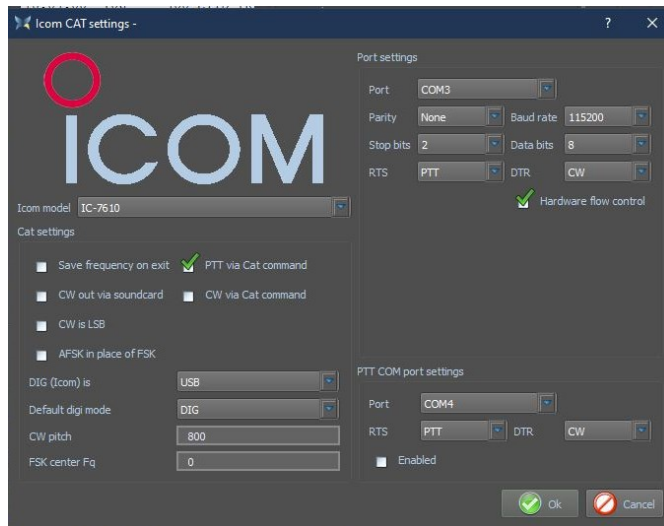 Icom CAT settings - ?
ICOM
Icom model IC-7610
Cat settings
Save frequency on exit PTT via Cat command
CW out via soundcard CW via Cat command
CW is LSB
AFSK in place of FSK
DIG (Icom) is USB
Default digi mode DIG
CW pitch 800
FSK center Fq 0
Port settings
Port COM3
Parity None Baud rate 115200
Stop bits 2 Data bits 8
RTS PTT DTR CW
Hardware flow control
PTT COM port settings
Port COM4
RTS PTT DTR CW
Enabled
Ok Cancel